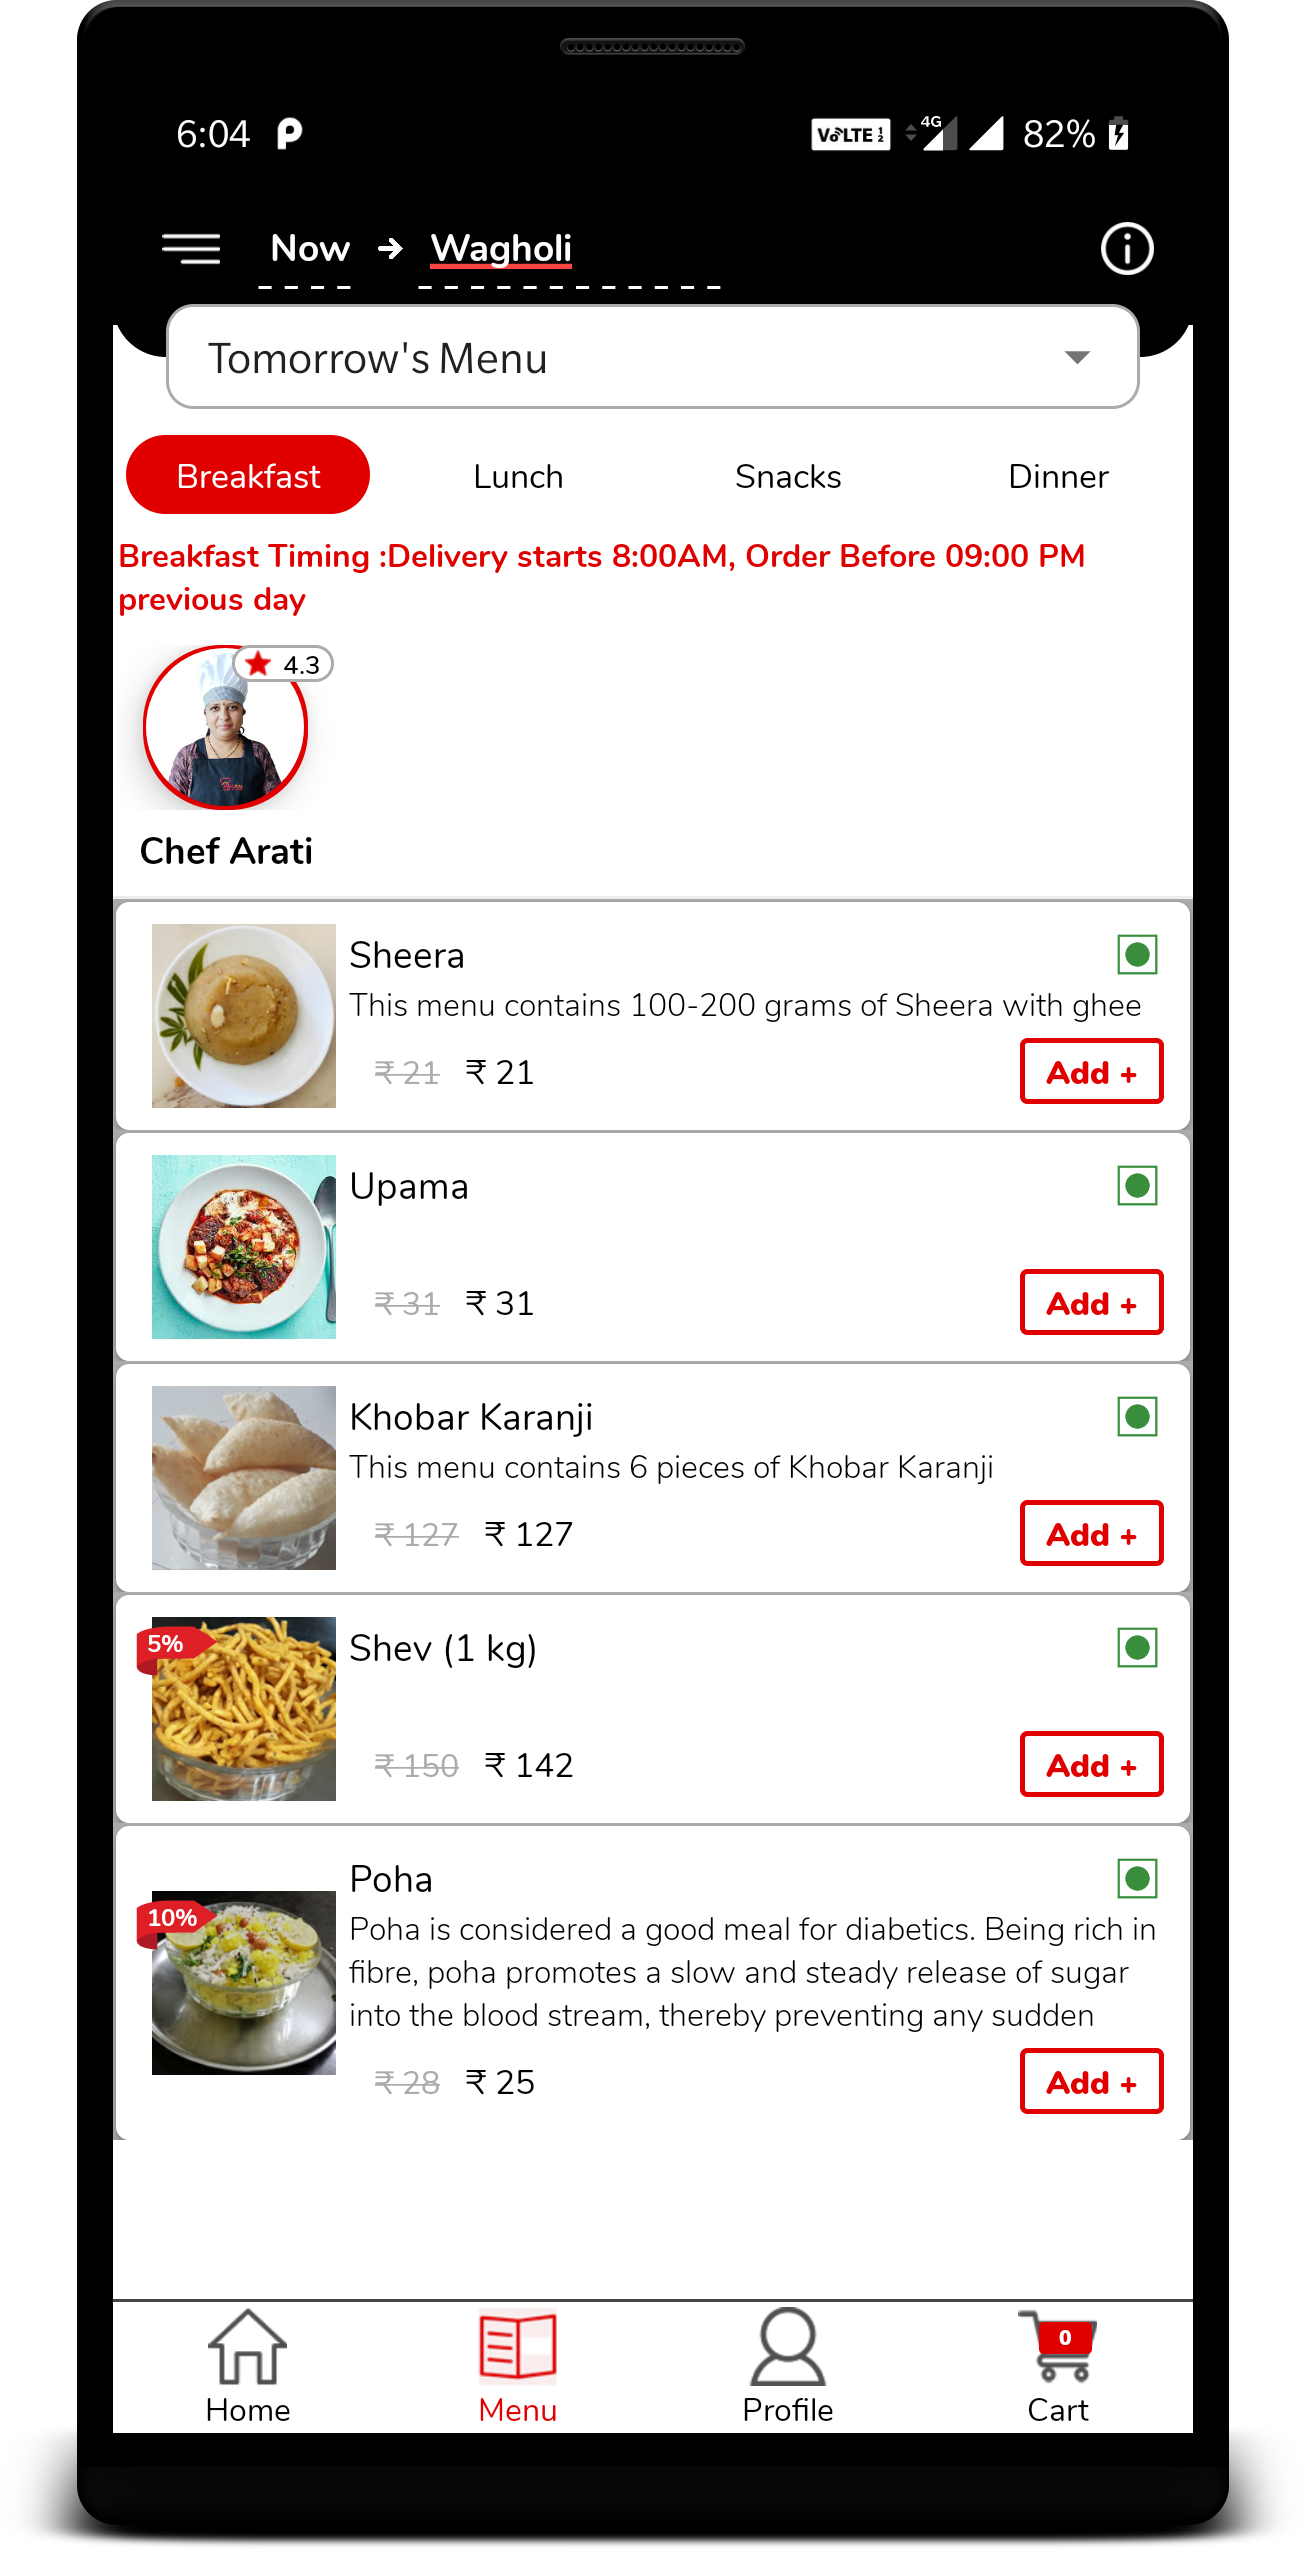 6:04
VoLTE 1 2 4G 82%
Now → Wagholi
Tomorrow's Menu
Breakfast Lunch Snacks Dinner
Breakfast Timing :Delivery starts 8:00AM, Order Before 09:00 PM
previous day
4.3
Chef Arati
Sheera
This menu contains 100-200 grams of Sheera with ghee
₹ 21 ₹ 21 Add +
Upama
₹ 31 ₹ 31 Add +
Khobar Karanji
This menu contains 6 pieces of Khobar Karanji
₹ 127 ₹ 127 Add +
5%
Shev (1 kg)
₹ 150 ₹ 142 Add +
Poha
10%
Poha is considered a good meal for diabetics. Being rich in
fibre, poha promotes a slow and steady release of sugar
into the blood stream, thereby preventing any sudden
₹ 28 ₹ 25 Add +
0
Home Menu Profile Cart